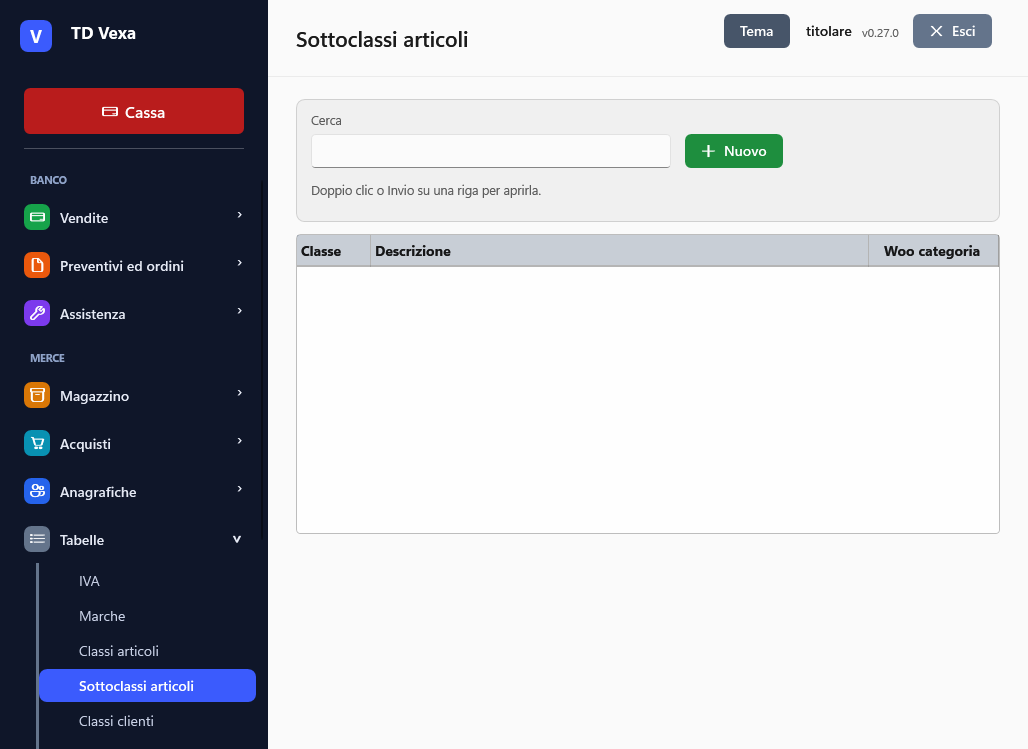 V
TD Vexa
Cassa
BANCO
Vendite
Preventivi ed ordini
Assistenza
MERCE
Magazzino
Acquisti
Anagrafiche
Tabelle
IVA
Marche
Classi articoli
Sottoclassi articoli
Classi clienti
Sottoclassi articoli
Tema
titolare
v0.27.0
Esci
Cerca
Nuovo
Doppio clic o Invio su una riga per aprirla.
Classe
Descrizione
Woo categoria